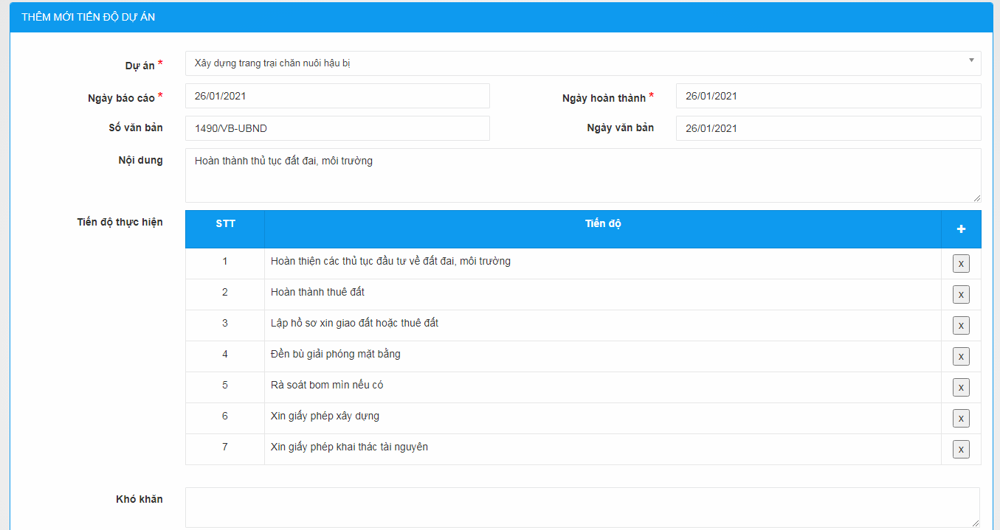 THÊM MỚI TIẾN ĐỘ DỰ ÁN
Dự án *
Xây dựng trang trại chăn nuôi hậu bị
Ngày báo cáo *
26/01/2021
Ngày hoàn thành *
26/01/2021
Số văn bản
1490/VB-UBND
Ngày văn bản
26/01/2021
Nội dung
Hoàn thành thủ tục đất đai, môi trường
Tiến độ thực hiện
STT Tiến độ +
1 Hoàn thiện các thủ tục đầu tư về đất đai, môi trường x
2 Hoàn thành thuê đất x
3 Lập hồ sơ xin giao đất hoặc thuê đất x
4 Đền bù giải phóng mặt bằng x
5 Rà soát bom mìn nếu có x
6 Xin giấy phép xây dựng x
7 Xin giấy phép khai thác tài nguyên x
Khó khăn